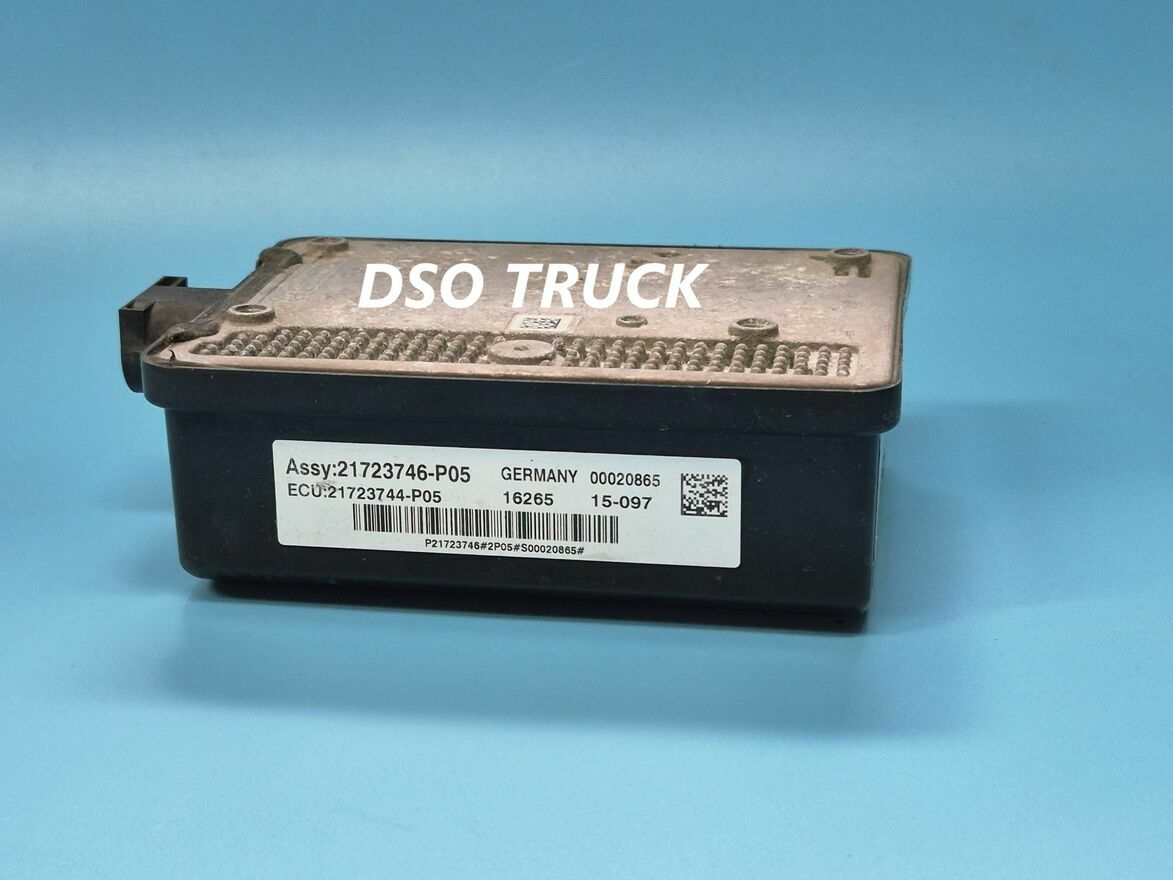 DSO TRUCK
Assy:21723746-P05 GERMANY 00020865
ECU:21723744-P05 16265 15-097
P21723746#2P05#S00020865#